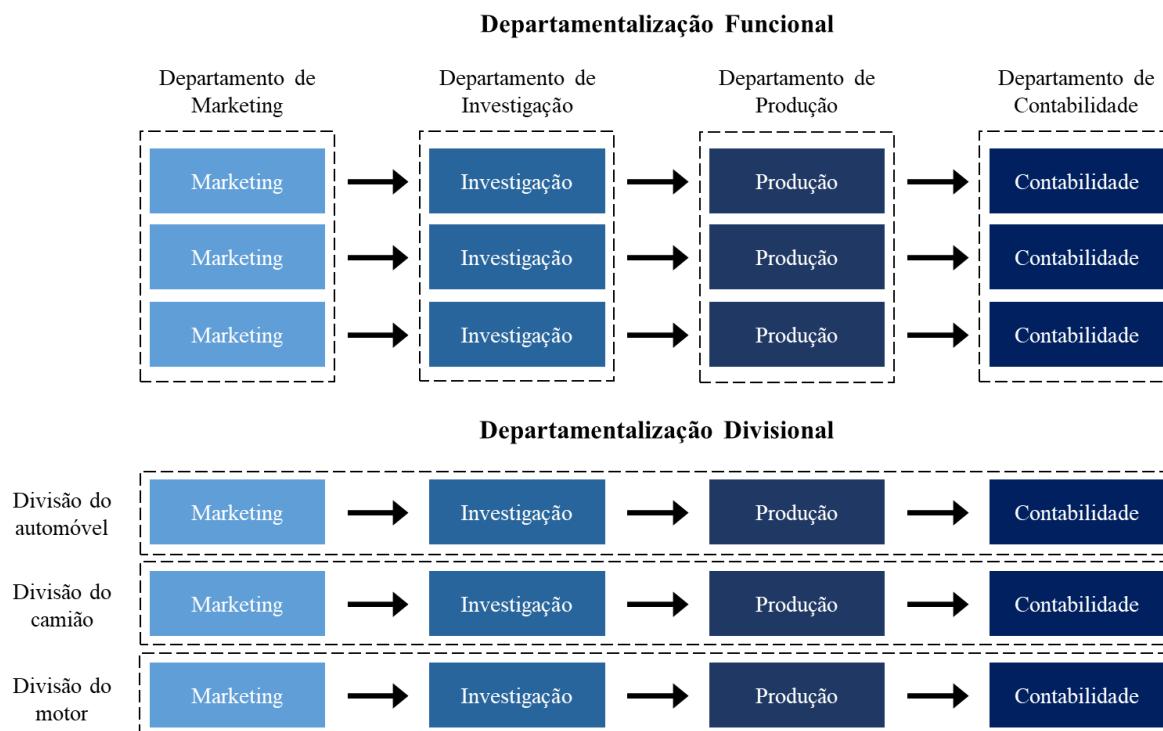 Departamentalização Funcional
Departamento de
Marketing
Departamento de
Investigação
Departamento de
Produção
Departamento de
Contabilidade
Marketing
Investigação
Produção
Contabilidade
Marketing
Investigação
Produção
Contabilidade
Marketing
Investigação
Produção
Contabilidade
Departamentalização Divisional
Divisão do
automóvel
Marketing
Investigação
Produção
Contabilidade
Divisão do
camião
Marketing
Investigação
Produção
Contabilidade
Divisão do
motor
Marketing
Investigação
Produção
Contabilidade